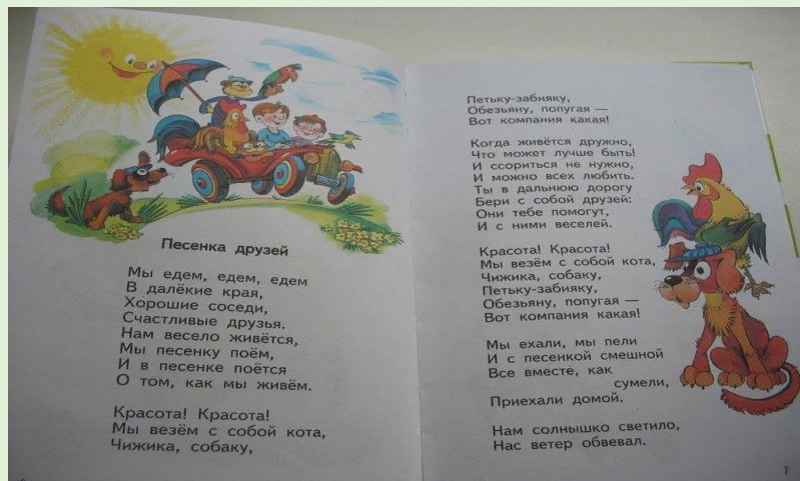 Песенка друзей
Мы едем, едем, едем
В далёкие края,
Хорошие соседи,
Счастливые друзья.
Нам весело живётся,
Мы песенку поём,
И в песенке поётся
О том, как мы живём.
Красота! Красота!
Мы везём с собой кота,
Чижика, собаку,
Петьку-забияку,
Обезьяну, попугая —
Вот компания какая!
Когда живётся дружно,
Что может лучше быть!
И ссориться не нужно,
И можно всех любить.
Ты в дальнюю дорогу
Бери с собой друзей:
Они тебе помогут,
И с ними веселей.
Красота! Красота!
Мы везём с собой кота,
Чижика, собаку,
Петьку-забияку,
Обезьяну, попугая —
Вот компания какая!
Мы ехали, мы пели
И с песенкой смешной
Все вместе, как
сумели,
Приехали домой.
Нам солнышко светило,
Нас ветер обвевал.
7